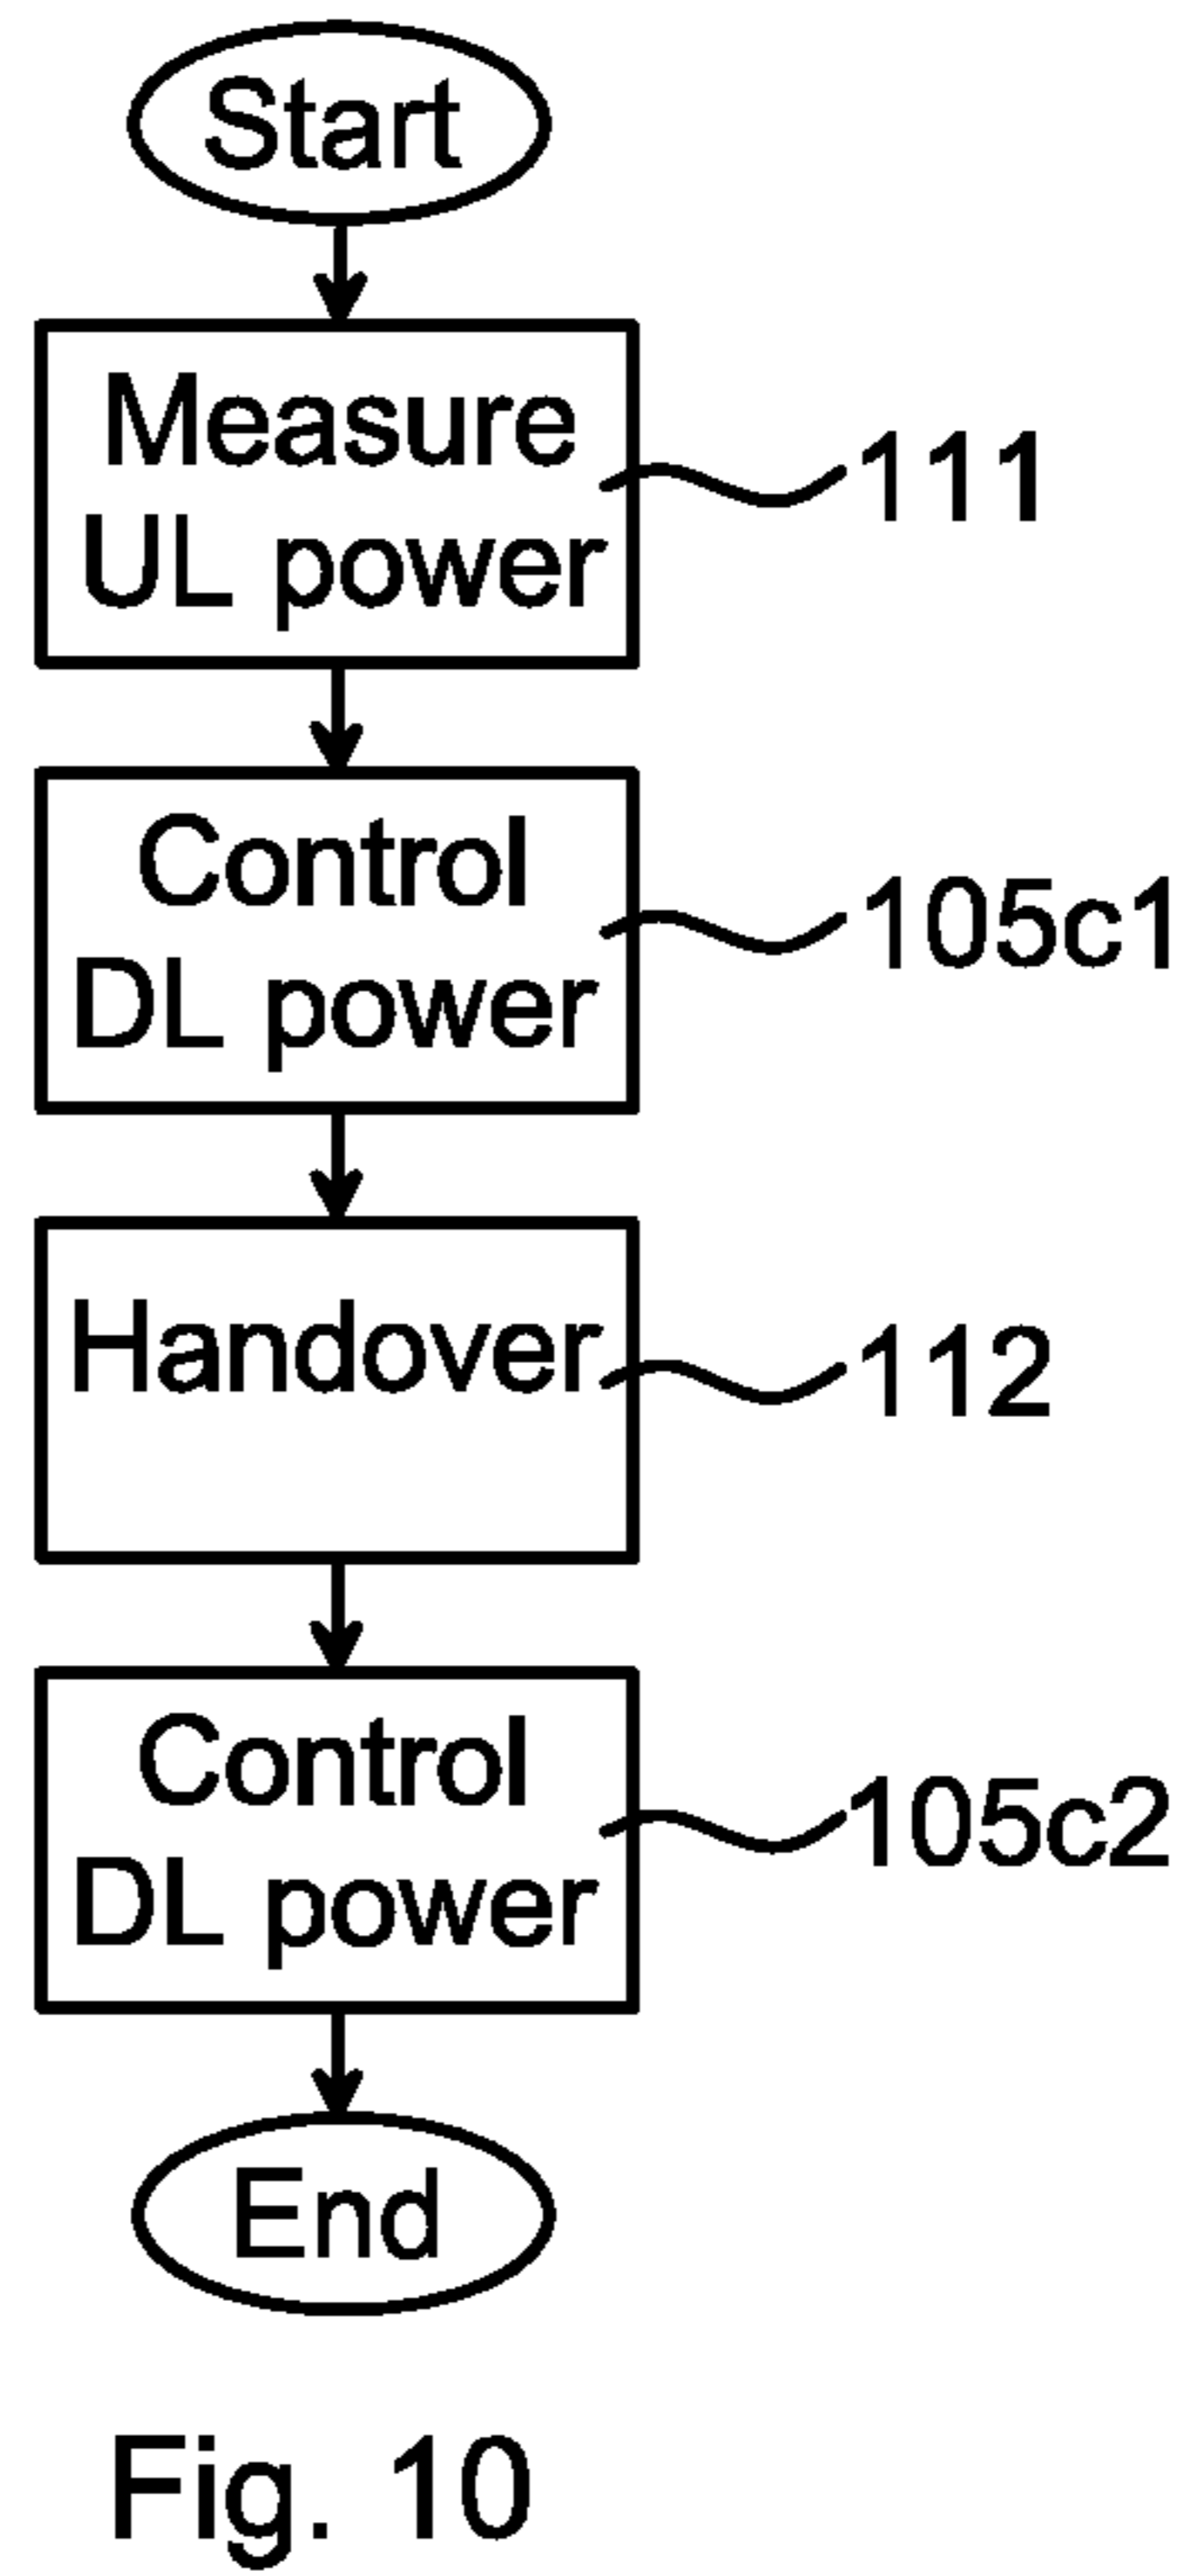 Start
Measure
UL power
111
Control
DL power
105c1
Handover
112
Control
DL power
105c2
End
Fig. 10